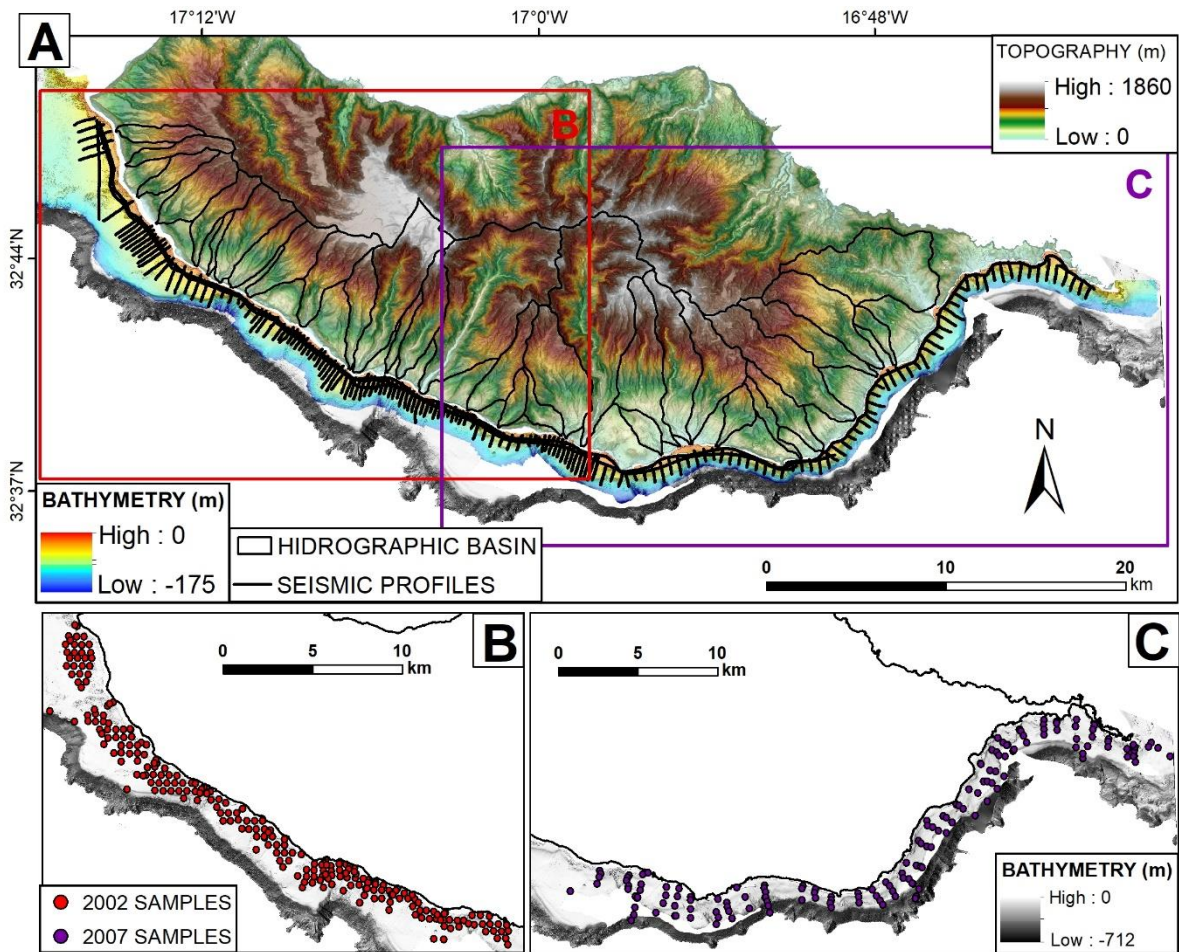 17°12'W
17°0'W
16°48'W
A
TOPOGRAPHY (m)
High : 1860
Low : 0
B
C
32°44'N
32°37'N
N
BATHYMETRY (m)
High : 0
Low : -175
HIDROGRAPHIC BASIN
SEISMIC PROFILES
0 10 20
km
B
0 5 10
km
2002 SAMPLES
2007 SAMPLES
C
0 5 10
km
BATHYMETRY (m)
High : 0
Low : -712